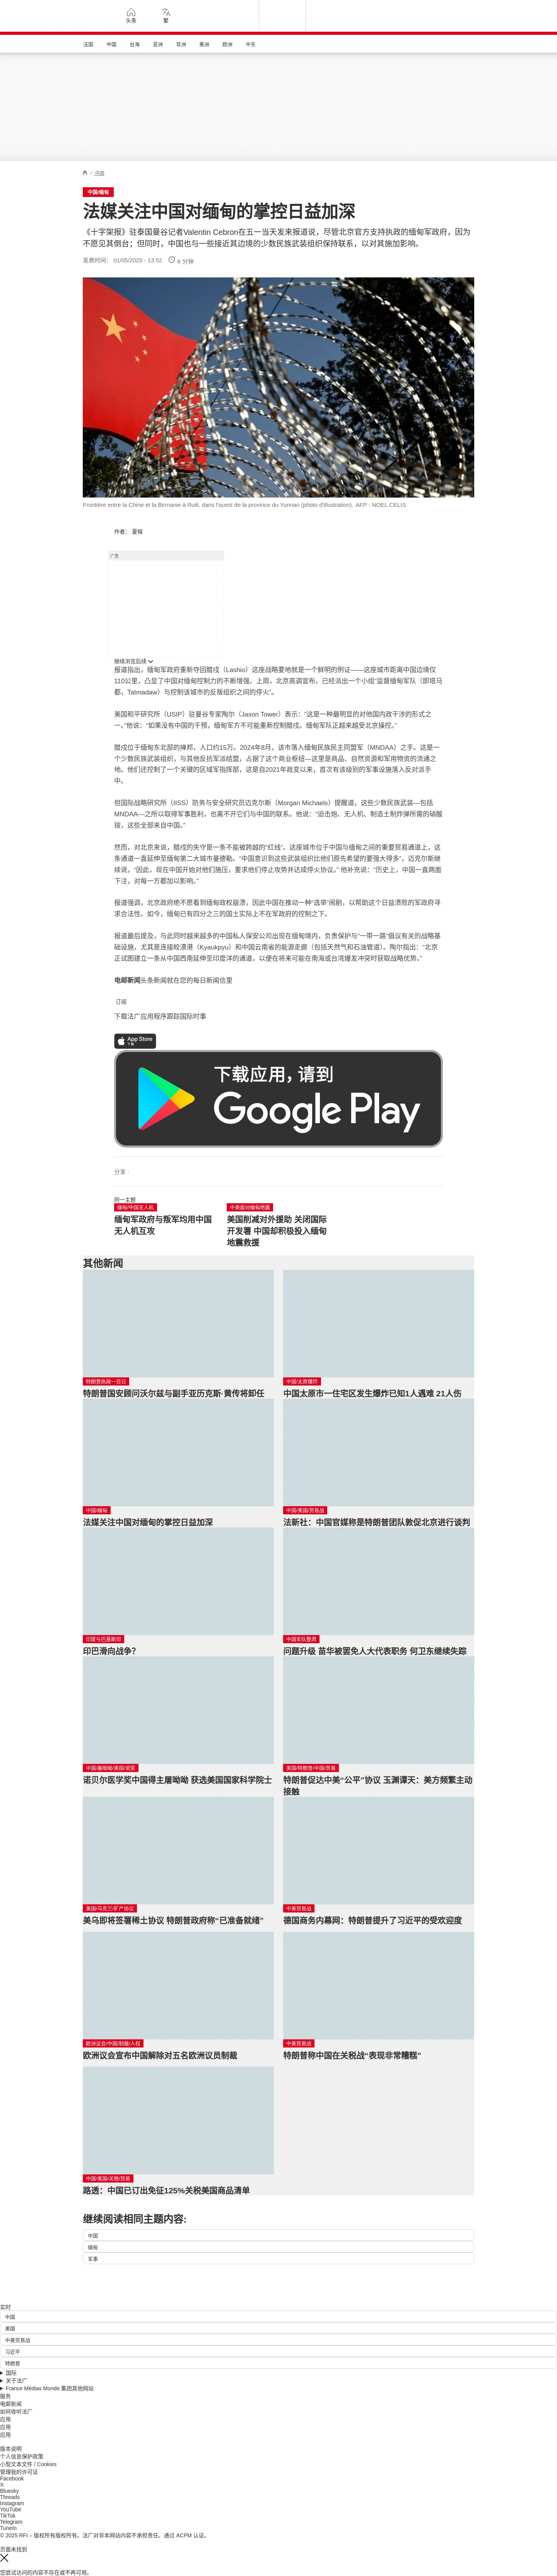 头条
繁
法国 中国 台海 亚洲 非洲 美洲 欧洲 中东
/ 中国
中国/缅甸
法媒关注中国对缅甸的掌控日益加深
《十字架报》驻泰国曼谷记者Valentin Cebron在五一当天发来报道说，尽管北京官方支持执政的缅甸军政府，因为
不愿见其倒台；但同时，中国也与一些接近其边境的少数民族武装组织保持联系，以对其施加影响。
发表时间： 01/05/2025 - 13:52 6 分钟
Frontière entre la Chine et la Birmanie à Ruili, dans l'ouest de la province du Yunnan (photo d'illustration). AFP - NOEL CELIS
作者： 夏榕
广告
继续浏览后续
报道指出，缅甸军政府重新夺回腊戍（Lashio）这座战略要地就是一个鲜明的例证——这座城市距离中国边境仅
110公里，凸显了中国对缅甸控制力的不断增强。上周，北京高调宣布，已经派出一个小组“监督缅甸军队（即塔马
都，Tatmadaw）与控制该城市的反叛组织之间的停火”。
美国和平研究所（USIP）驻曼谷专家陶尔（Jason Tower）表示：“这是一种最明显的对他国内政干涉的形式之
一。”他说：“如果没有中国的干预，缅甸军方不可能重新控制腊戍。缅甸军队正越来越受北京操控。”
腊戍位于缅甸东北部的掸邦，人口约15万。2024年8月，该市落入缅甸民族民主同盟军（MNDAA）之手。这是一
个少数民族武装组织，与其他反抗军派结盟，占据了这个商业枢纽—这里是商品、自然资源和军用物资的流通之
地。他们还控制了一个关键的区域军指挥部，这是自2021年政变以来，首次有该级别的军事设施落入反对派手
中。
但国际战略研究所（IISS）防务与安全研究员迈克尔斯（Morgan Michaels）提醒道，这些少数民族武装—包括
MNDAA—之所以取得军事胜利，也离不开它们与中国的联系。他说：“迫击炮、无人机、制造土制炸弹所需的硝酸
铵，这些全部来自中国。”
然而，对北京来说，腊戍的失守是一条不能被跨越的“红线”。这座城市位于中国与缅甸之间的重要贸易通道上，这
条通道一直延伸至缅甸第二大城市曼德勒。“中国意识到这些武装组织比他们原先希望的要强大得多”，迈克尔斯继
续说，“因此，现在中国开始对他们施压，要求他们停止攻势并达成停火协议。” 他补充说：“历史上，中国一直两面
下注，对每一方都加以影响。”
报道强调，北京政府绝不愿看到缅甸政权崩溃，因此中国在推动一种“选举”闹剧，以帮助这个日益溃败的军政府寻
求合法性。如今，缅甸已有四分之三的国土实际上不在军政府的控制之下。
报道最后提及，与此同时越来越多的中国私人保安公司出现在缅甸境内，负责保护与“一带一路”倡议有关的战略基
础设施，尤其是连接皎漂港（Kyaukpyu）和中国云南省的能源走廊（包括天然气和石油管道）。陶尔指出：“北京
正试图建立一条从中国西南延伸至印度洋的通道，以便在将来可能在南海或台湾爆发冲突时获取战略优势。”
电邮新闻头条新闻就在您的每日新闻信里
订阅
下载法广应用程序跟踪国际时事
App Store
下载
下载应用，请到
Google Play
分享 :
同一主题
缅甸/中国无人机
缅甸军政府与叛军均用中国
无人机互攻
中美面对缅甸地震
美国削减对外援助 关闭国际
开发署 中国却积极投入缅甸
地震救援
其他新闻
特朗普执政一百日
特朗普国安顾问沃尔兹与副手亚历克斯·黄传将卸任
中国/太原爆炸
中国太原市一住宅区发生爆炸已知1人遇难 21人伤
中国/缅甸
法媒关注中国对缅甸的掌控日益加深
中国/美国/贸易战
法新社：中国官媒称是特朗普团队敦促北京进行谈判
印度与巴基斯坦
印巴滑向战争？
中国军队整肃
问题升级 苗华被罢免人大代表职务 何卫东继续失踪
中国/屠呦呦/美国/诺奖
诺贝尔医学奖中国得主屠呦呦 获选美国国家科学院士
美国/特朗普/中国/贸易
特朗普促达中美“公平”协议 玉渊谭天：美方频繁主动
接触
美国/乌克兰/矿产协议
美乌即将签署稀土协议 特朗普政府称“已准备就绪”
中美贸易战
德国商务内幕网：特朗普提升了习近平的受欢迎度
欧洲议会/中国/制裁/人权
欧洲议会宣布中国解除对五名欧洲议员制裁
中美贸易战
特朗普称中国在关税战“表现非常糟糕”
中国/美国/关税/贸易
路透：中国已订出免征125%关税美国商品清单
继续阅读相同主题内容:
中国
缅甸
军事
实时
中国
美国
中美贸易战
习近平
特朗普
国际
关于法广
France Médias Monde 集团其他网站
服务
电邮新闻
如何收听法广
应用
应用
应用
版本说明
个人信息保护政策
小型文本文件 / Cookies
管理我的许可证
Facebook
X
Bluesky
Threads
Instagram
YouTube
TikTok
Telegram
TuneIn
© 2025 RFI – 版权所有版权所有。法广对非本网站内容不承担责任。通过 ACPM 认证。
页面未找到
您尝试访问的内容不存在或不再可用。